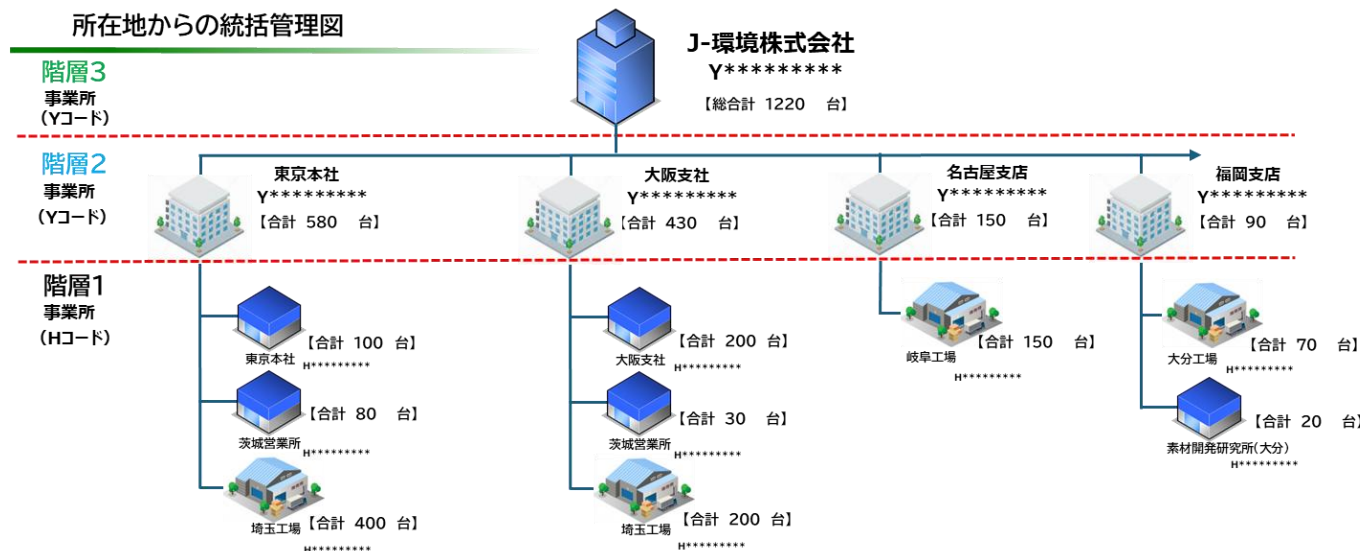 所在地からの統括管理図
J-環境株式会社
Y*********
【総合計 1220 台】
階層3
事業所
(Yコード)
階層2
事業所
(Yコード)
東京本社
Y*********
【合計 580 台】
大阪支社
Y*********
【合計 430 台】
名古屋支店
Y*********
【合計 150 台】
福岡支店
Y*********
【合計 90 台】
階層1
事業所
(Hコード)
【合計 100 台】
東京本社
H*********
【合計 80 台】
茨城営業所
H*********
【合計 400 台】
埼玉工場
H*********
【合計 200 台】
大阪支社
H*********
【合計 30 台】
茨城営業所
H*********
【合計 200 台】
埼玉工場
H*********
【合計 150 台】
岐阜工場
H*********
【合計 70 台】
大分工場
H*********
【合計 20 台】
素材開発研究所(大分)
H*********